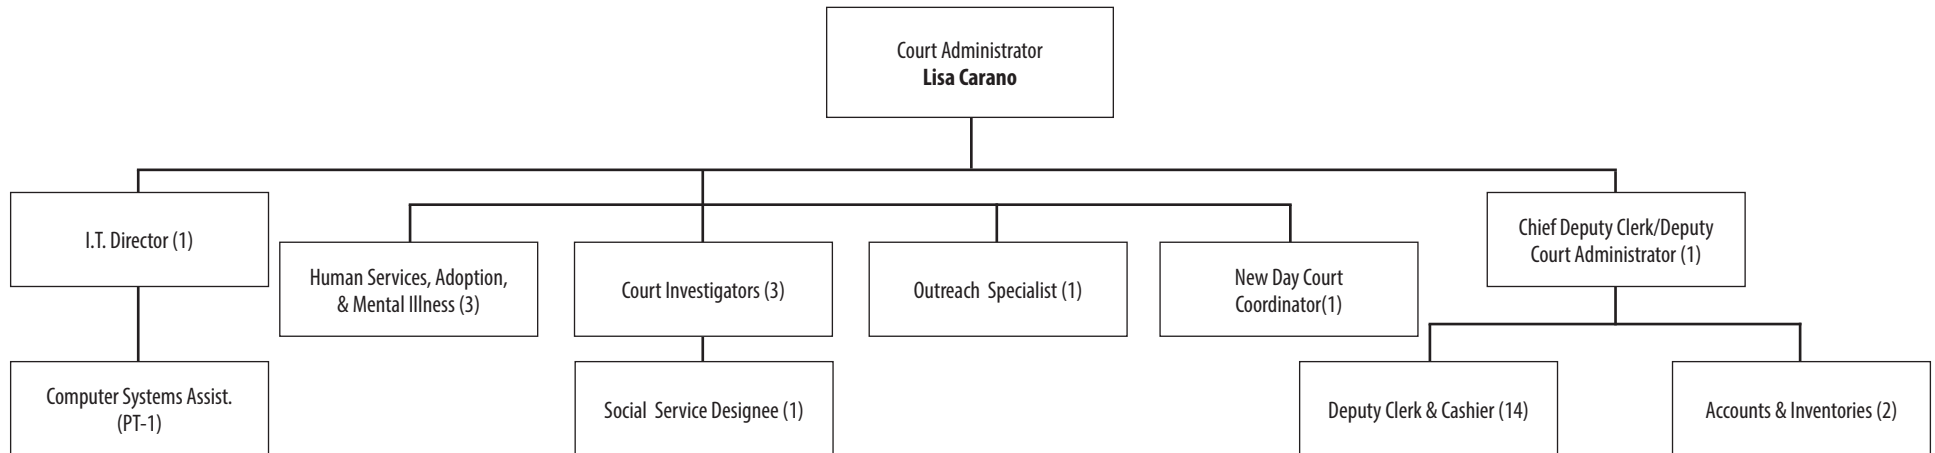 Court Administrator
Lisa Carano
I.T. Director (1)
Human Services, Adoption,
& Mental Illness (3)
Court Investigators (3)
Outreach Specialist (1)
New Day Court
Coordinator(1)
Chief Deputy Clerk/Deputy
Court Administrator (1)
Computer Systems Assist.
(PT-1)
Social Service Designee (1)
Deputy Clerk & Cashier (14)
Accounts & Inventories (2)